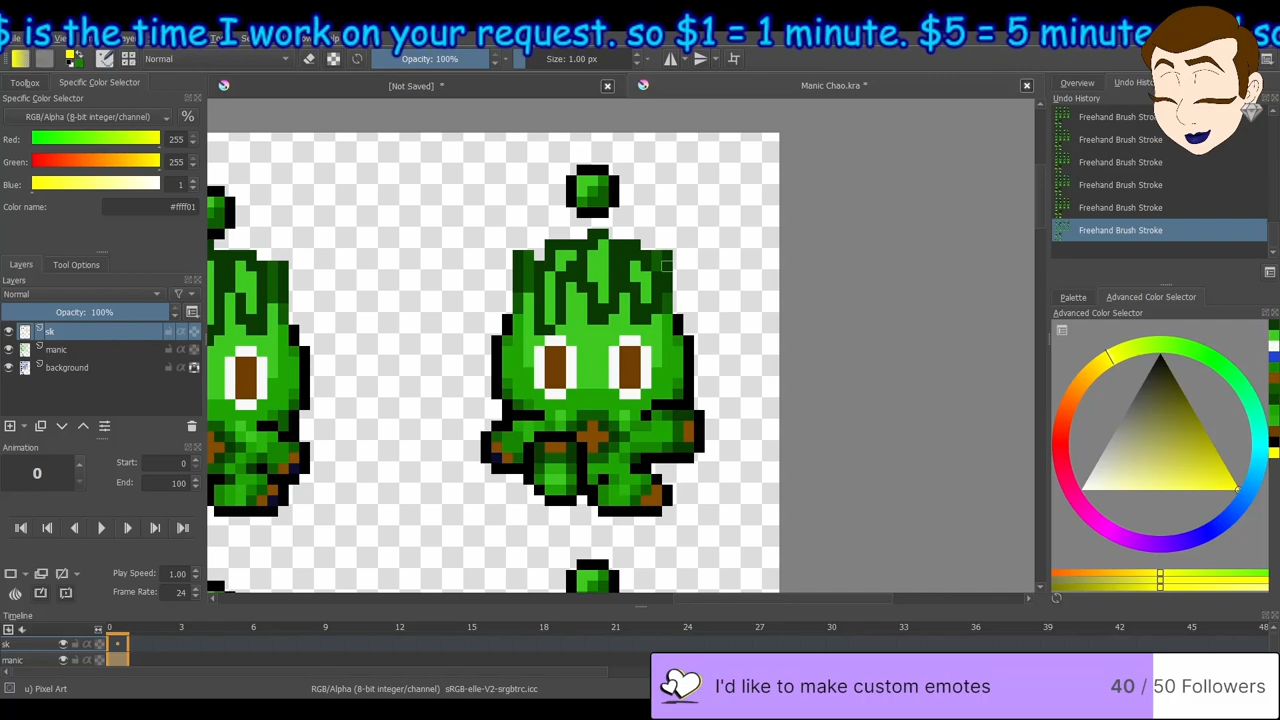 $ is the time I work on your request. so $1 = 1 minute. $5 = 5 minute
Normal
Opacity: 100%
Size: 1.00 px
Toolbox
Specific Color Selector
[Not Saved] *
Manic Chao.kra *
Overview
Undo History
Specific Color Selector
Undo History
RGB/Alpha (8-bit integer/channel)
%
Freehand Brush Stroke
Red:
255
Freehand Brush Stroke
Green:
255
Freehand Brush Stroke
Blue:
1
Freehand Brush Stroke
Color name:
#ffff01
Freehand Brush Stroke
Freehand Brush Stroke
Layers
Tool Options
Layers
Normal
Palette
Advanced Color Selector
Opacity: 100%
Advanced Color Selector
sk
manic
background
Animation
0
Start:
0
End:
100
Play Speed:
1.00
Frame Rate:
24
Timeline
0 3 6 9 12 15 18 21 24 27 30 33 36 39 42 45 48
sk
manic
u) Pixel Art
RGB/Alpha (8-bit integer/channel) sRGB-elle-V2-srgbtrc.icc
I'd like to make custom emotes
40 / 50 Followers